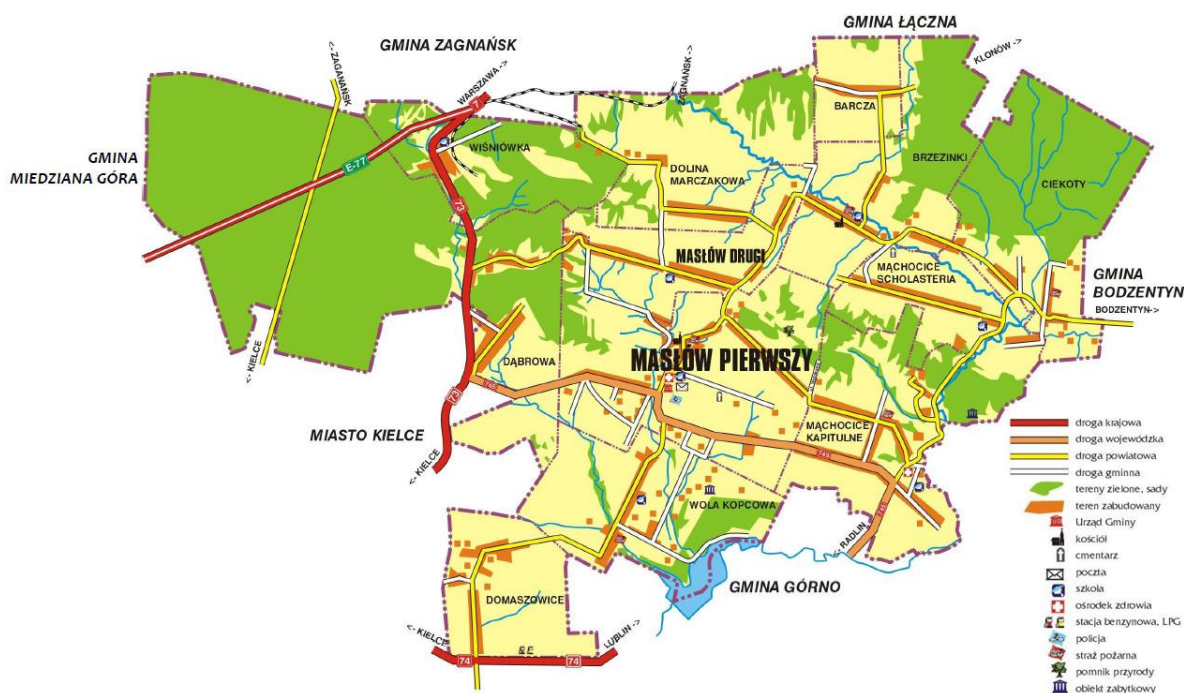 GMINA ŁĄCZNA
GMINA ZAGNAŃSK
KLONÓW ->
<- ZAGANAŃSK
WARSZAWA ->
ZAGNAŃSK ->
7
BARCZA
WIŚNIÓWKA
E-77
GMINA
MIEDZIANA GÓRA
DOLINA
MARCZAKOWA
BRZEZINKI
CIEKOTY
73
MASŁÓW DRUGI
MĄCHOCICE
SCHOLASTERIA
GMINA
BODZENTYN
BODZENTYN->
<- KIELCE
DĄBROWA
MASŁÓW PIERWSZY
745
73
MIASTO KIELCE
<- KIELCE
MĄCHOCICE
KAPITULNE
745
WOLA KOPCOWA
<- RADLIN
GMINA GÓRNO
DOMASZOWICE
<- KIELCE
LUBLIN ->
74
74
droga krajowa
droga wojewódzka
droga powiatowa
droga gminna
tereny zielone, sady
teren zabudowany
Urząd Gminy
kościół
cmentarz
poczta
szkoła
ośrodek zdrowia
stacja benzynowa, LPG
policja
straż pożarna
pomnik przyrody
obiekt zabytkowy